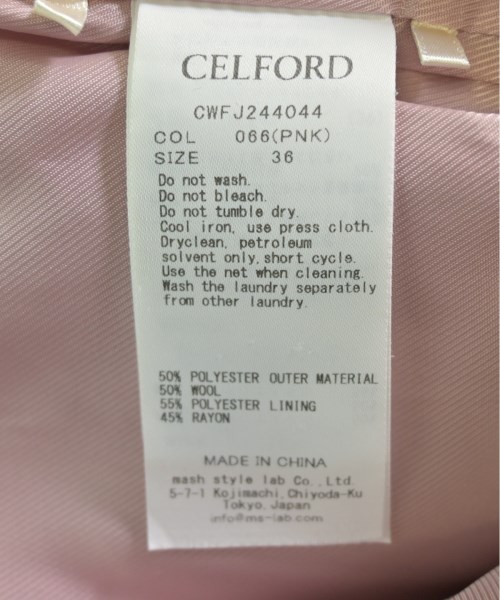 CELFORD
CWFJ244044
COL 066(PNK)
SIZE 36
Do not wash.
Do not bleach.
Do not tumble dry.
Cool iron, use press cloth.
Dryclean, petroleum
solvent only, short cycle.
Use the net when cleaning.
Wash the laundry separately
from other laundry.
50% POLYESTER OUTER MATERIAL
50% WOOL
55% POLYESTER LINING
45% RAYON
MADE IN CHINA
mash style lab Co., Ltd.
5-7-1 Kojimachi, Chiyoda-Ku
Tokyo, Japan
info@ms-lab.com